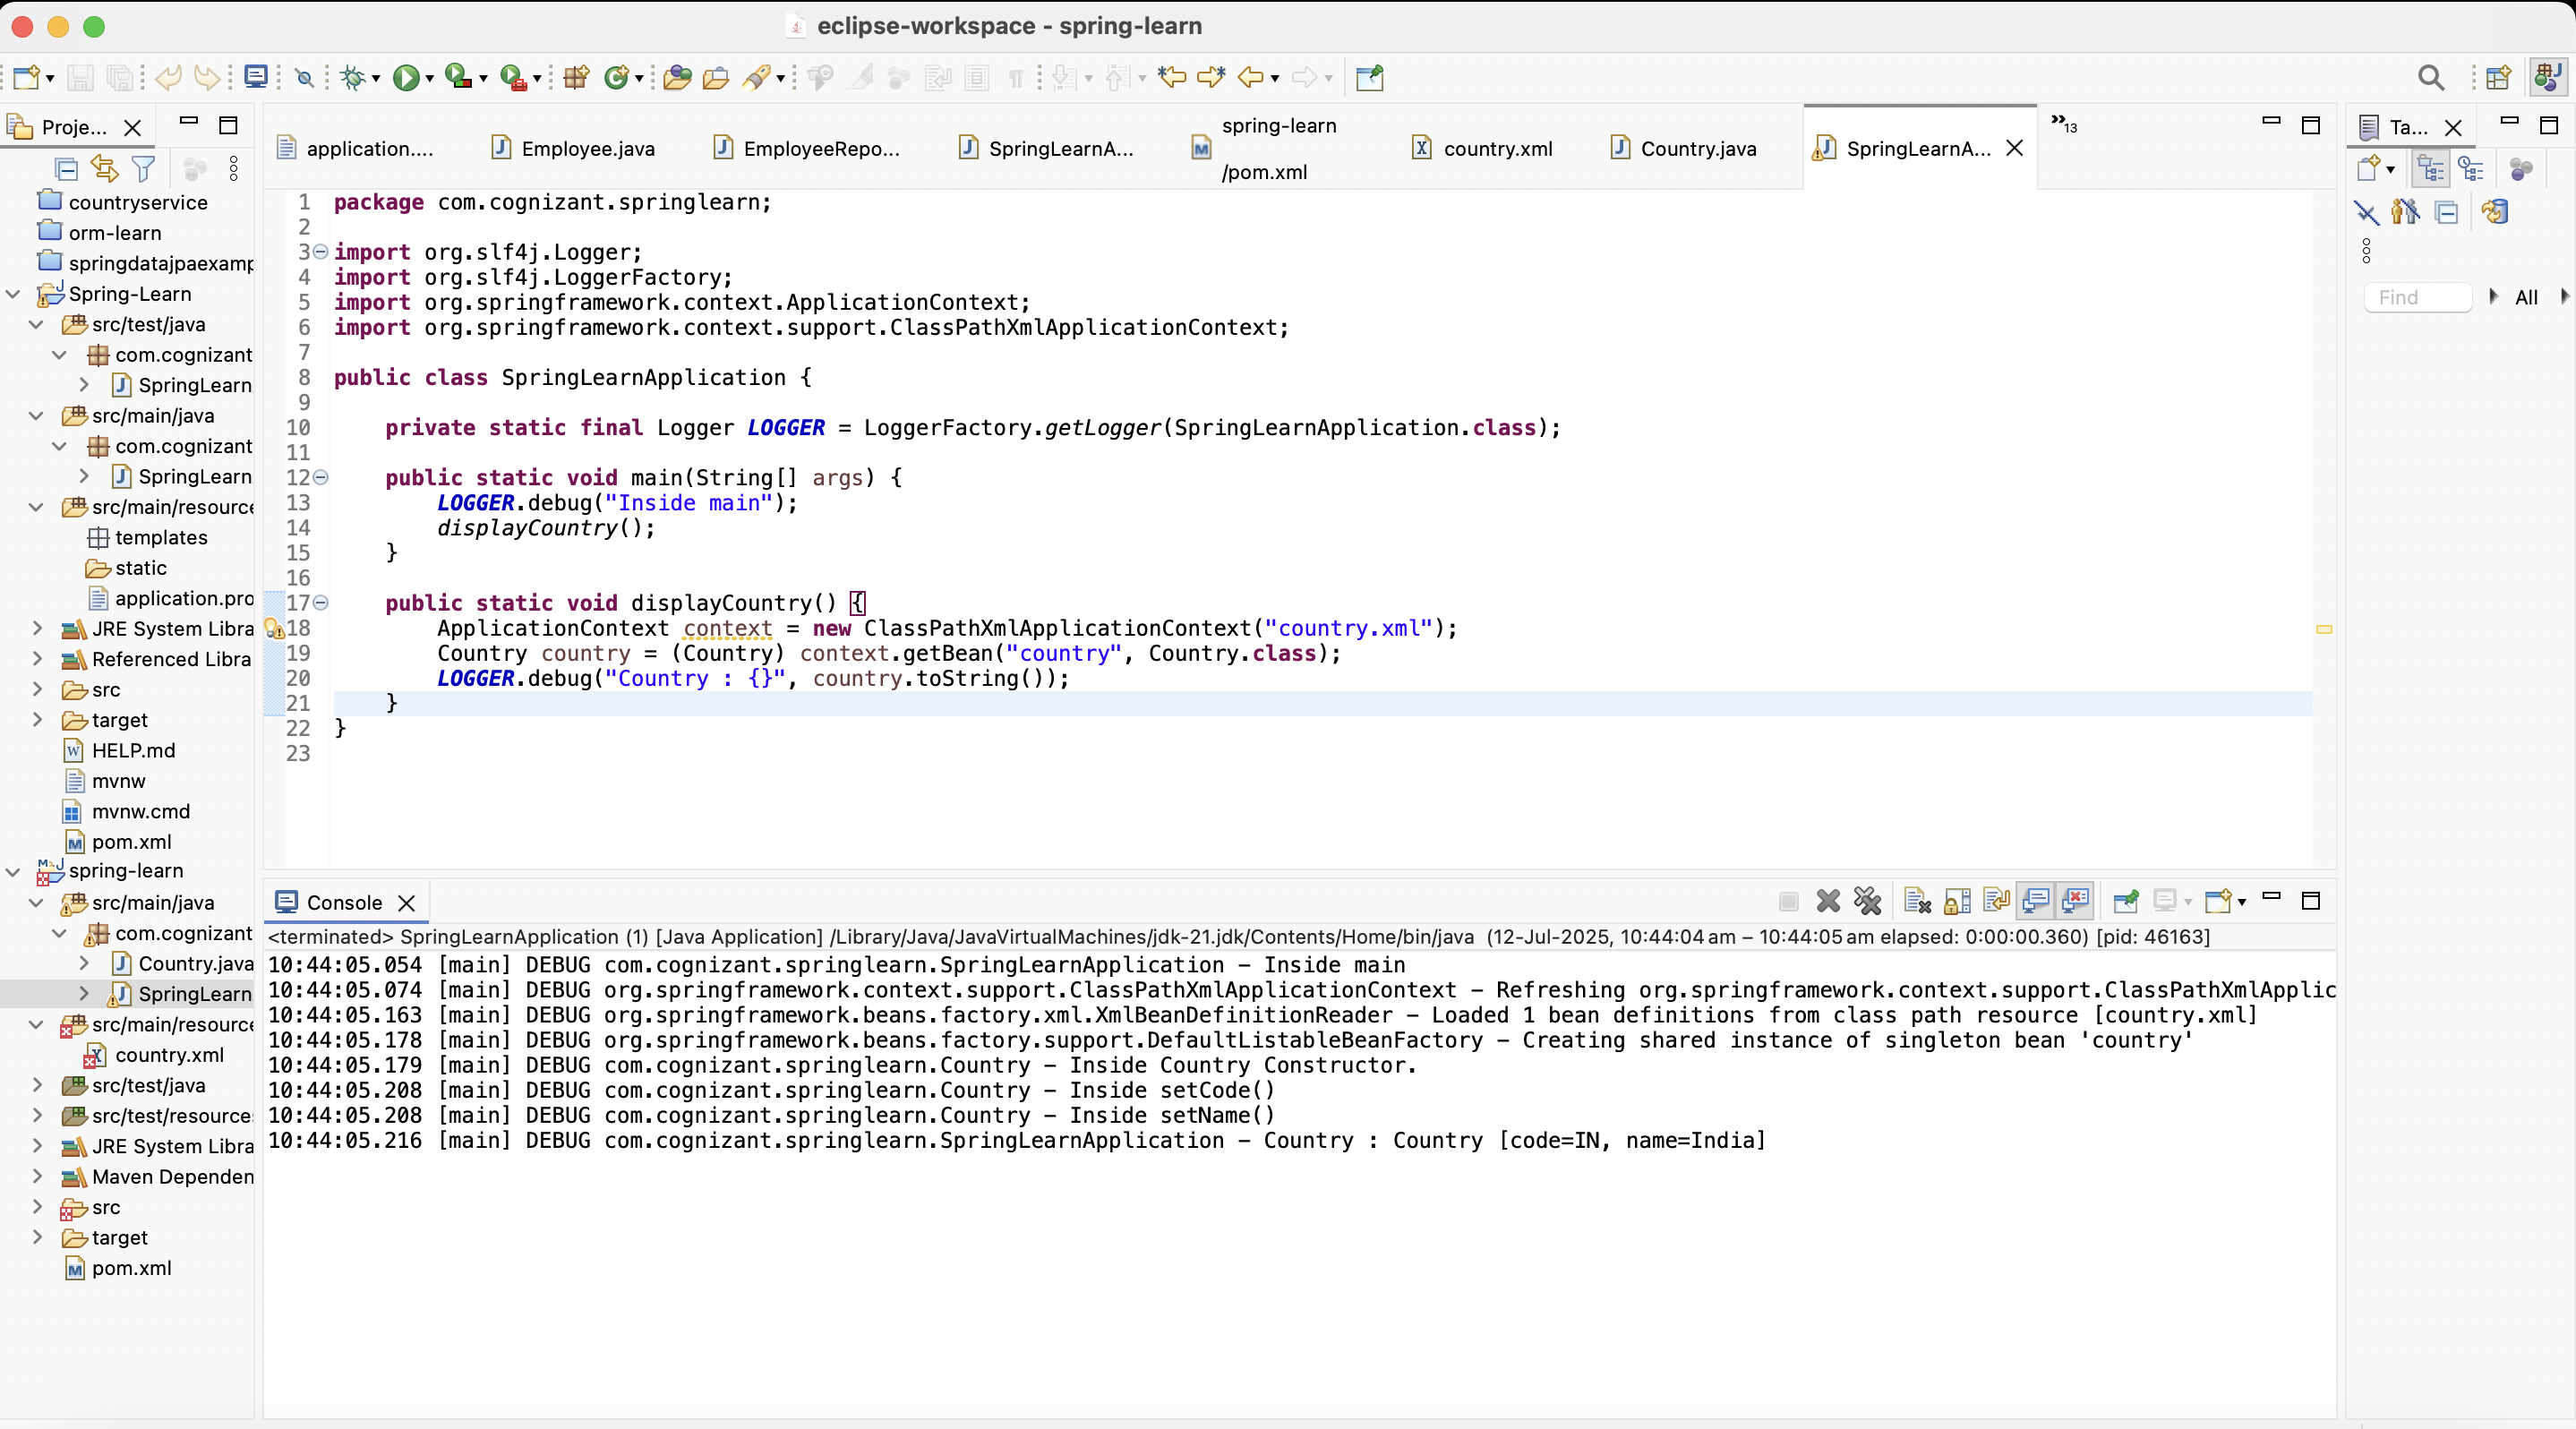 eclipse-workspace - spring-learn
Proje...
countryservice
orm-learn
springdatajpaexamp
Spring-Learn
src/test/java
com.cognizant
SpringLearn
src/main/java
com.cognizant
SpringLearn
src/main/resource
templates
static
application.pro
JRE System Libra
Referenced Libra
src
target
HELP.md
mvnw
mvnw.cmd
pom.xml
spring-learn
src/main/java
com.cognizant
Country.java
SpringLearn
src/main/resource
country.xml
src/test/java
src/test/resource
JRE System Libra
Maven Dependen
src
target
pom.xml
application....
Employee.java
EmployeeRepo...
SpringLearnA...
spring-learn
/pom.xml
country.xml
Country.java
SpringLearnA...
»13
1 package com.cognizant.springlearn;
2
3 import org.slf4j.Logger;
4 import org.slf4j.LoggerFactory;
5 import org.springframework.context.ApplicationContext;
6 import org.springframework.context.support.ClassPathXmlApplicationContext;
7
8 public class SpringLearnApplication {
9
10 private static final Logger LOGGER = LoggerFactory.getLogger(SpringLearnApplication.class);
11
12 public static void main(String[] args) {
13 LOGGER.debug("Inside main");
14 displayCountry();
15 }
16
17 public static void displayCountry() {
18 ApplicationContext context = new ClassPathXmlApplicationContext("country.xml");
19 Country country = (Country) context.getBean("country", Country.class);
20 LOGGER.debug("Country : {}", country.toString());
21 }
22 }
23
Console
<terminated> SpringLearnApplication (1) [Java Application] /Library/Java/JavaVirtualMachines/jdk-21.jdk/Contents/Home/bin/java (12-Jul-2025, 10:44:04 am – 10:44:05 am elapsed: 0:00:00.360) [pid: 46163]
10:44:05.054 [main] DEBUG com.cognizant.springlearn.SpringLearnApplication - Inside main
10:44:05.074 [main] DEBUG org.springframework.context.support.ClassPathXmlApplicationContext - Refreshing org.springframework.context.support.ClassPathXmlApplic
10:44:05.163 [main] DEBUG org.springframework.beans.factory.xml.XmlBeanDefinitionReader - Loaded 1 bean definitions from class path resource [country.xml]
10:44:05.178 [main] DEBUG org.springframework.beans.factory.support.DefaultListableBeanFactory - Creating shared instance of singleton bean 'country'
10:44:05.179 [main] DEBUG com.cognizant.springlearn.Country - Inside Country Constructor.
10:44:05.208 [main] DEBUG com.cognizant.springlearn.Country - Inside setCode()
10:44:05.208 [main] DEBUG com.cognizant.springlearn.Country - Inside setName()
10:44:05.216 [main] DEBUG com.cognizant.springlearn.SpringLearnApplication - Country : Country [code=IN, name=India]
Ta...
Find
All